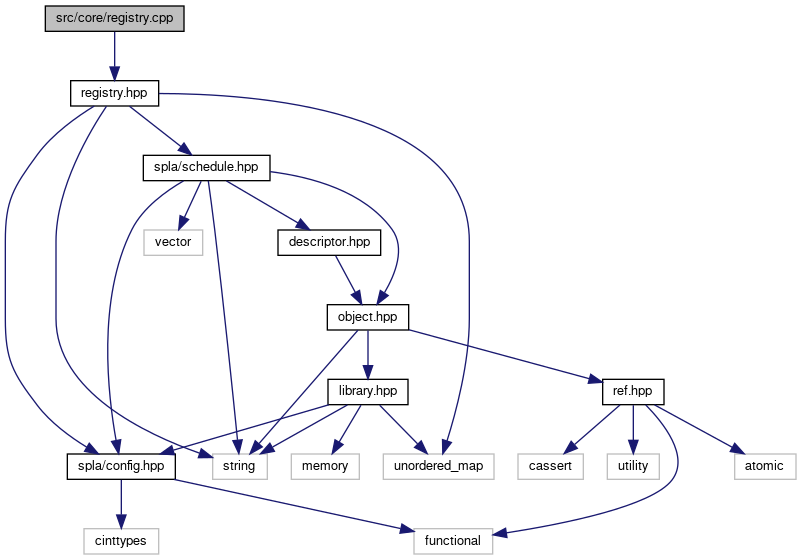 src/core/registry.cpp
registry.hpp
spla/schedule.hpp
vector
descriptor.hpp
object.hpp
library.hpp
ref.hpp
spla/config.hpp
string
memory
unordered_map
cassert
utility
atomic
cinttypes
functional